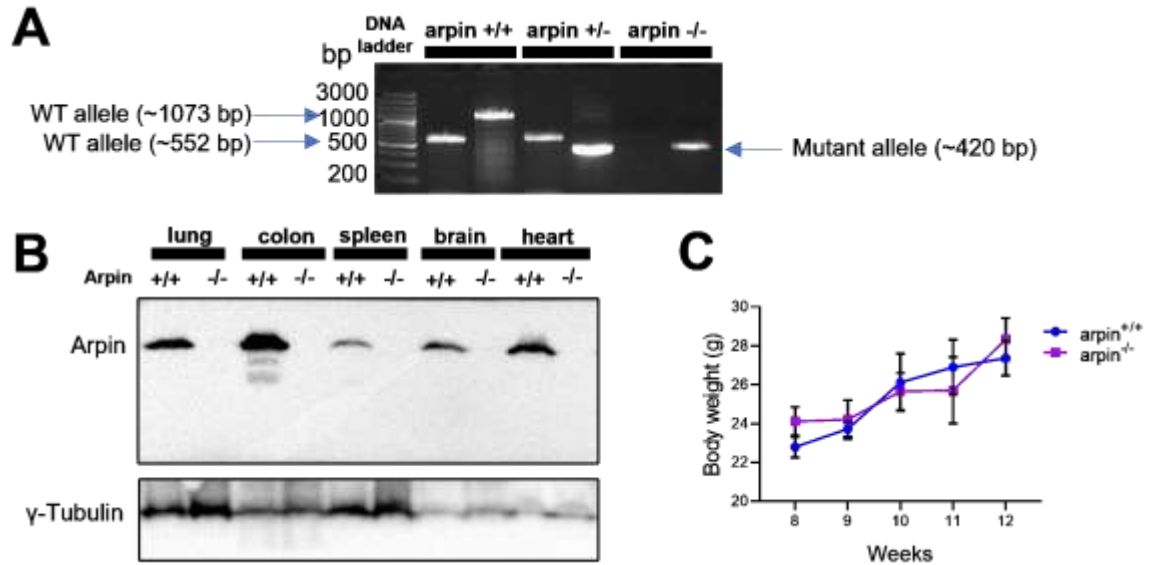 A
DNA ladder
arpin +/+ arpin +/- arpin -/-
bp
3000
1000
500
200
WT allele (~1073 bp)
WT allele (~552 bp)
Mutant allele (~420 bp)
B
lung colon spleen brain heart
Arpin +/+ -/- +/+ -/- +/+ -/- +/+ -/- +/+ -/-
Arpin
γ-Tubulin
C
Body weight (g)
30
28
26
24
22
20
8 9 10 11 12
Weeks
arpin+/+
arpin-/-